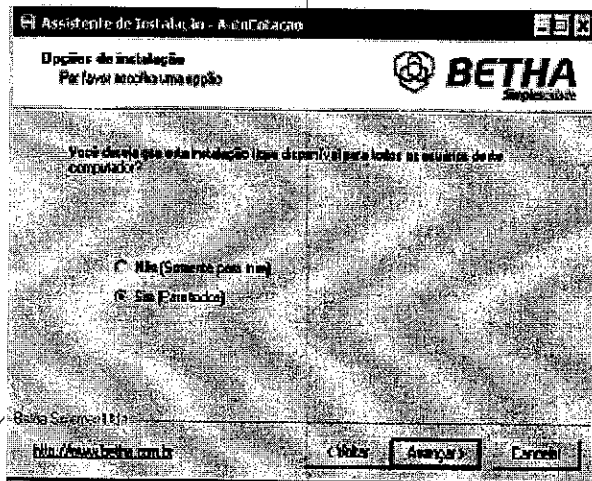 Assistente de Instalação - AutoCotacao
Opções de instalação
Por favor escolha uma opção
BETHA
Você deseja que esta instalação fique disponível para todos os usuários deste
computador?
Não (Somente para mim)
Sim (Para todos)
Betha Sistemas Ltda
http://www.betha.com.br
< Voltar
Avançar >
Cancelar